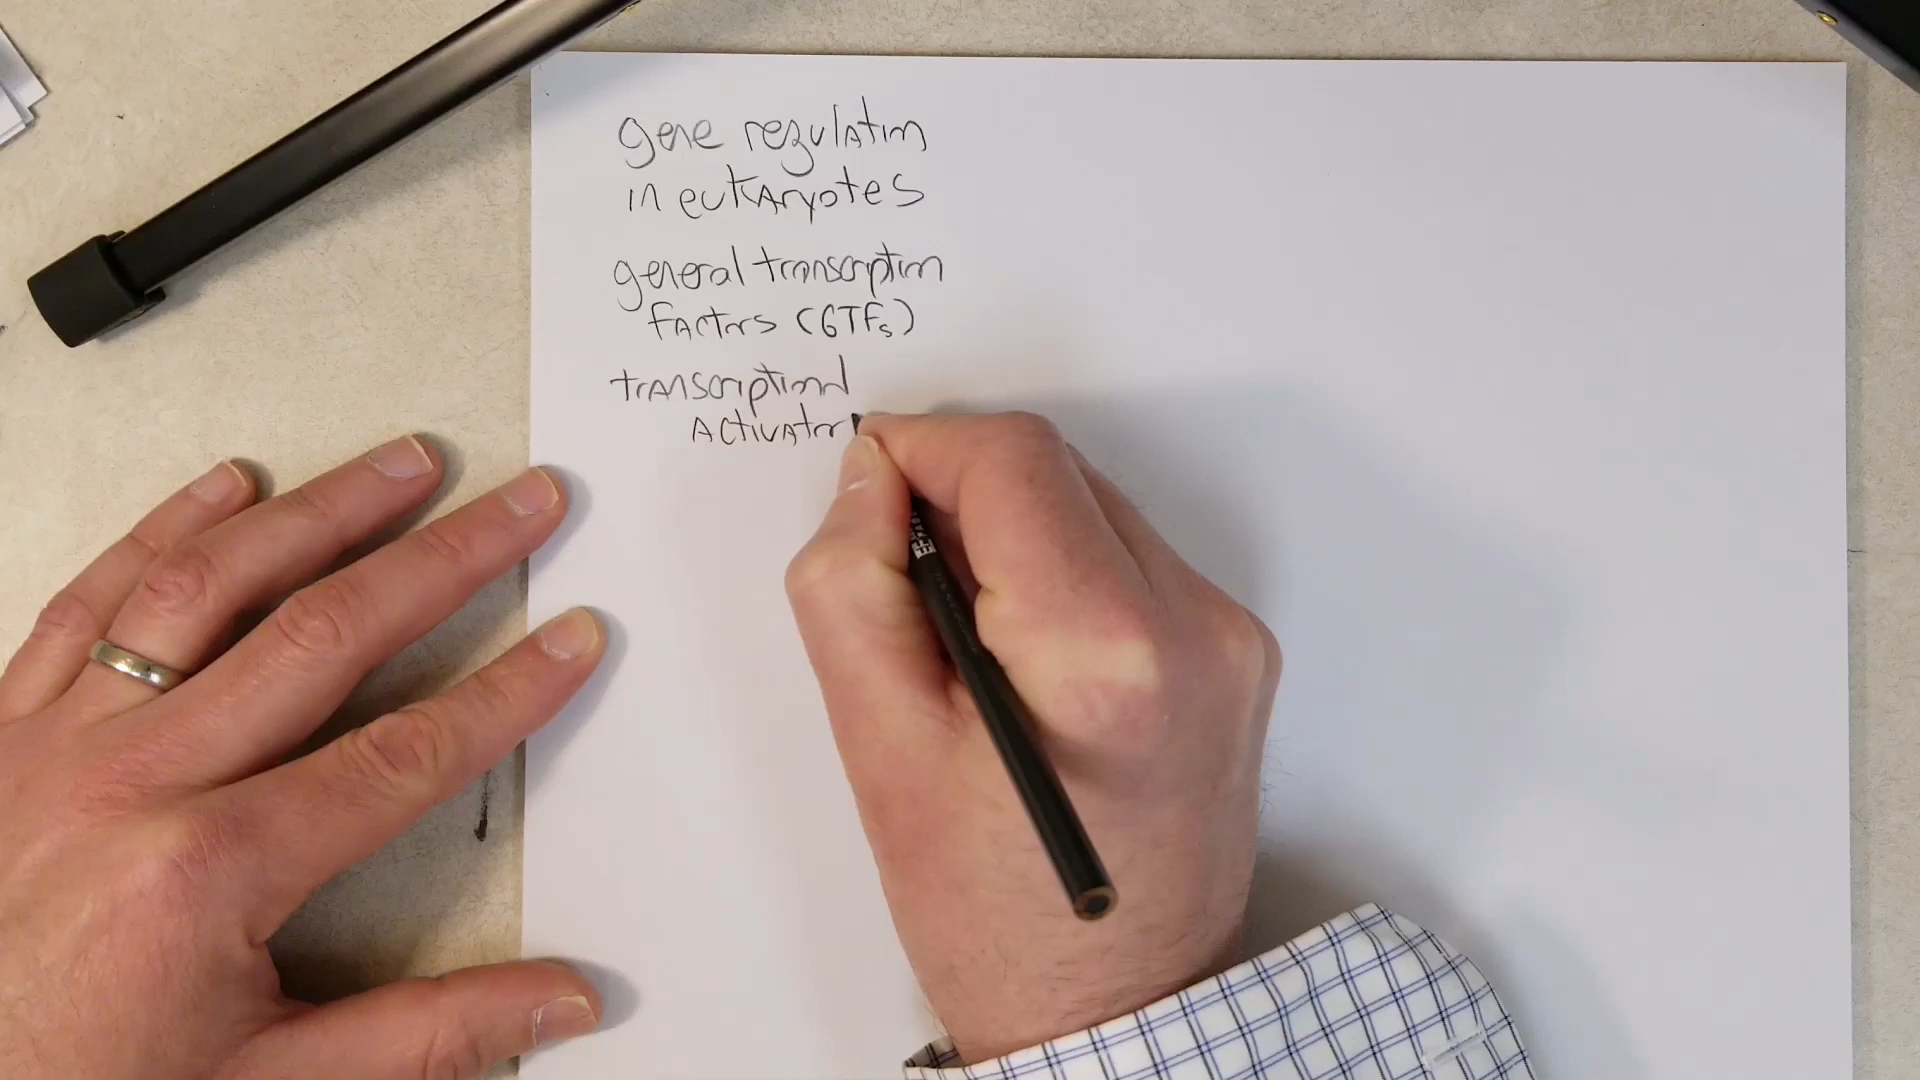 gene regulation
in eukaryotes
general transcription
factors (GTFs)
transcriptional
activator